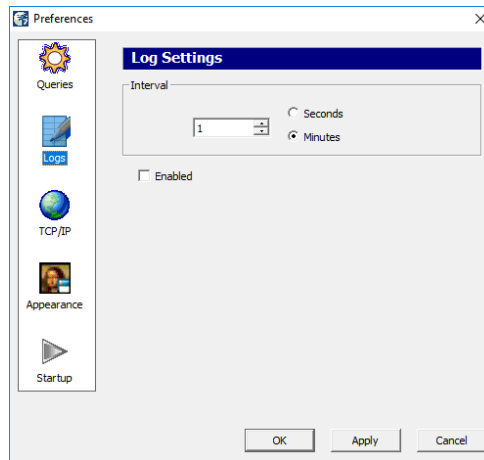 Preferences
Queries
Logs
TCP/IP
Appearance
Startup
Log Settings
Interval
1
Seconds
Minutes
Enabled
OK
Apply
Cancel